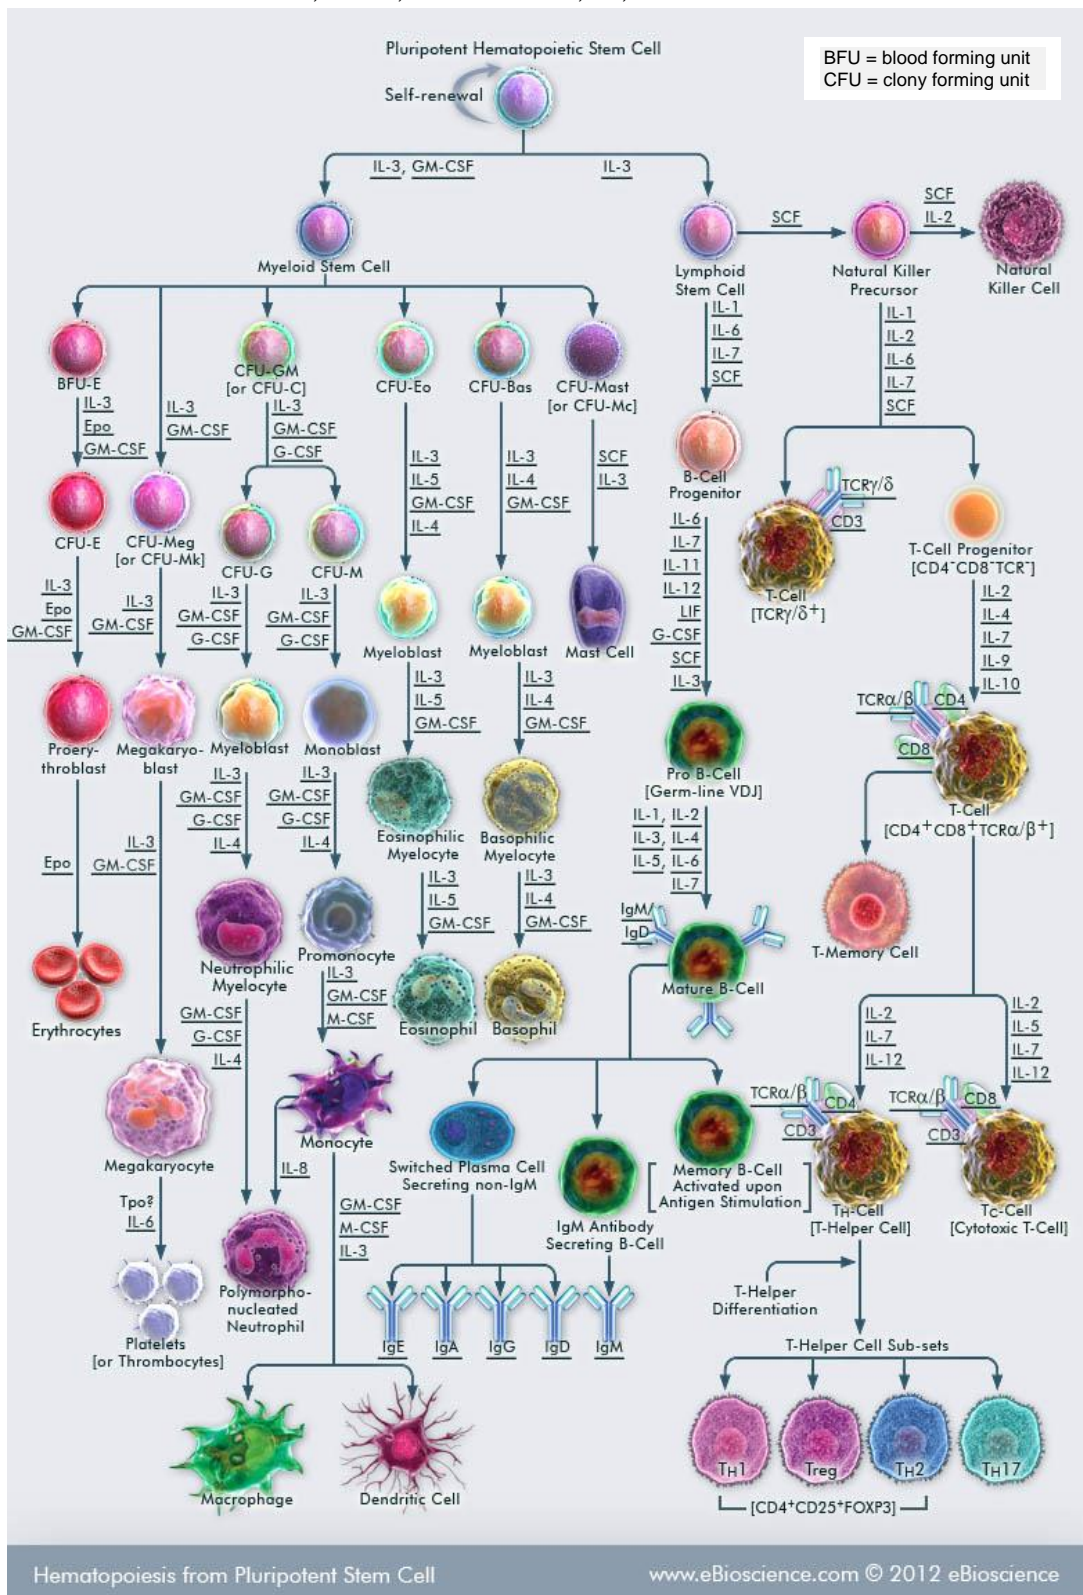 Pluripotent Hematopoietic Stem Cell
Self-renewal
BFU = blood forming unit
CFU = clony forming unit
IL-3, GM-CSF
IL-3
Myeloid Stem Cell
Lymphoid
Stem Cell
SCF
Natural Killer
Precursor
SCF
IL-2
Natural
Killer Cell
BFU-E
CFU-GM
[or CFU-C]
CFU-Eo
CFU-Bas
CFU-Mast
[or CFU-Mc]
IL-3
Epo
GM-CSF
IL-3
GM-CSF
IL-3
GM-CSF
G-CSF
IL-3
IL-5
GM-CSF
IL-4
IL-3
IL-4
GM-CSF
SCF
IL-3
IL-1
IL-6
IL-7
SCF
IL-1
IL-2
IL-6
IL-7
SCF
CFU-E
CFU-Meg
[or CFU-Mk]
CFU-G
CFU-M
B-Cell
Progenitor
TCRγ/δ
CD3
T-Cell
[TCRγ/δ+]
T-Cell Progenitor
[CD4-CD8-TCR-]
IL-3
Epo
GM-CSF
IL-3
GM-CSF
IL-3
GM-CSF
G-CSF
IL-3
GM-CSF
G-CSF
Myeloblast
Myeloblast
Mast Cell
IL-6
IL-7
IL-11
IL-12
LIF
G-CSF
SCF
IL-3
IL-2
IL-4
IL-7
IL-9
IL-10
Proery-
throblast
Megakaryo-
blast
Myeloblast
Monoblast
IL-3
IL-5
GM-CSF
IL-3
IL-4
GM-CSF
Pro B-Cell
[Germ-line VDJ]
TCRα/β
CD4
CD8
T-Cell
[CD4+CD8+TCRα/β+]
Epo
IL-3
GM-CSF
IL-3
GM-CSF
G-CSF
IL-4
IL-3
GM-CSF
G-CSF
IL-4
Eosinophilic
Myelocyte
Basophilic
Myelocyte
IL-1, IL-2
IL-3, IL-4
IL-5, IL-6
IL-7
IL-3
IL-5
GM-CSF
IL-3
IL-4
GM-CSF
IgM/
IgD
Mature B-Cell
T-Memory Cell
Erythrocytes
Neutrophilic
Myelocyte
Promonocyte
Eosinophil
Basophil
GM-CSF
G-CSF
IL-4
IL-3
GM-CSF
M-CSF
IL-2
IL-7
IL-12
IL-2
IL-5
IL-7
IL-12
Megakaryocyte
Monocyte
Switched Plasma Cell
Secreting non-IgM
IgM Antibody
Secreting B-Cell
Memory B-Cell
Activated upon
Antigen Stimulation
TCRα/β
CD4
CD3
TH-Cell
[T-Helper Cell]
TCRα/β
CD8
CD3
TC-Cell
[Cytotoxic T-Cell]
Tpo?
IL-6
IL-8
GM-CSF
M-CSF
IL-3
Platelets
[or Thrombocytes]
Polymorpho-
nucleated
Neutrophil
IgE
IgA
IgG
IgD
IgM
T-Helper
Differentiation
T-Helper Cell Sub-sets
Macrophage
Dendritic Cell
TH1
Treg
TH2
TH17
[CD4+CD25+FOXP3]
Hematopoiesis from Pluripotent Stem Cell
www.eBioscience.com © 2012 eBioscience